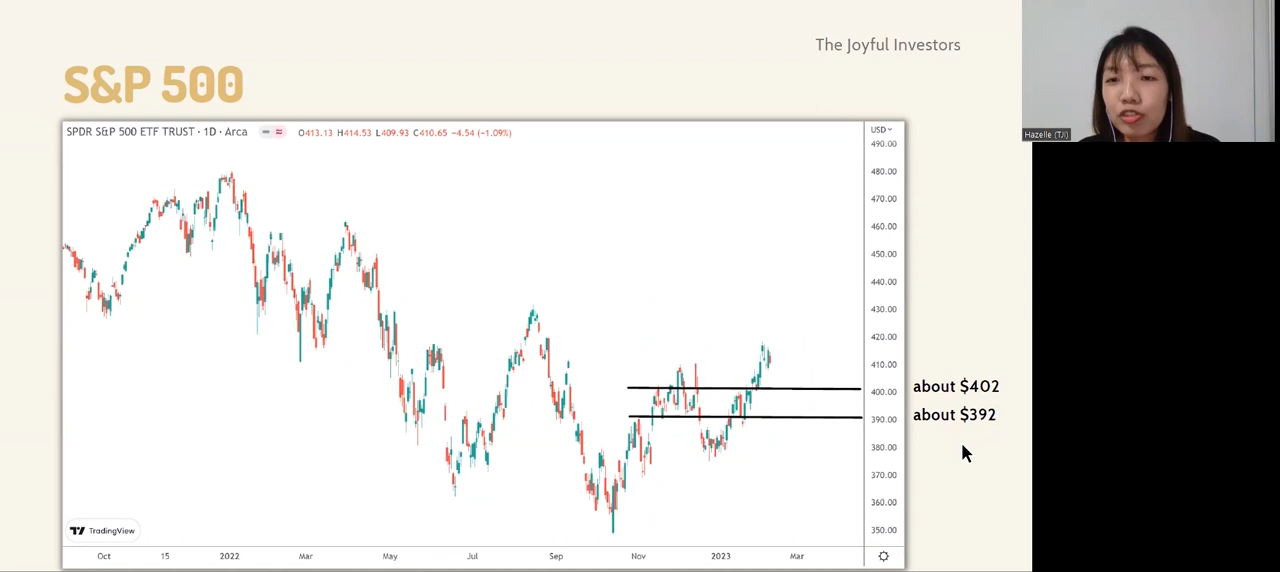 The Joyful Investors
S&P 500
Hazelle (TJI)
SPDR S&P 500 ETF TRUST · 1D · Arca
O413.13 H414.53 L409.93 C410.65 −4.54 (−1.09%)
USD
490.00
480.00
470.00
460.00
450.00
440.00
430.00
420.00
410.00
400.00
390.00
380.00
370.00
360.00
350.00
about $402
about $392
TradingView
Oct 15 2022 Mar May Jul Sep Nov 2023 Mar